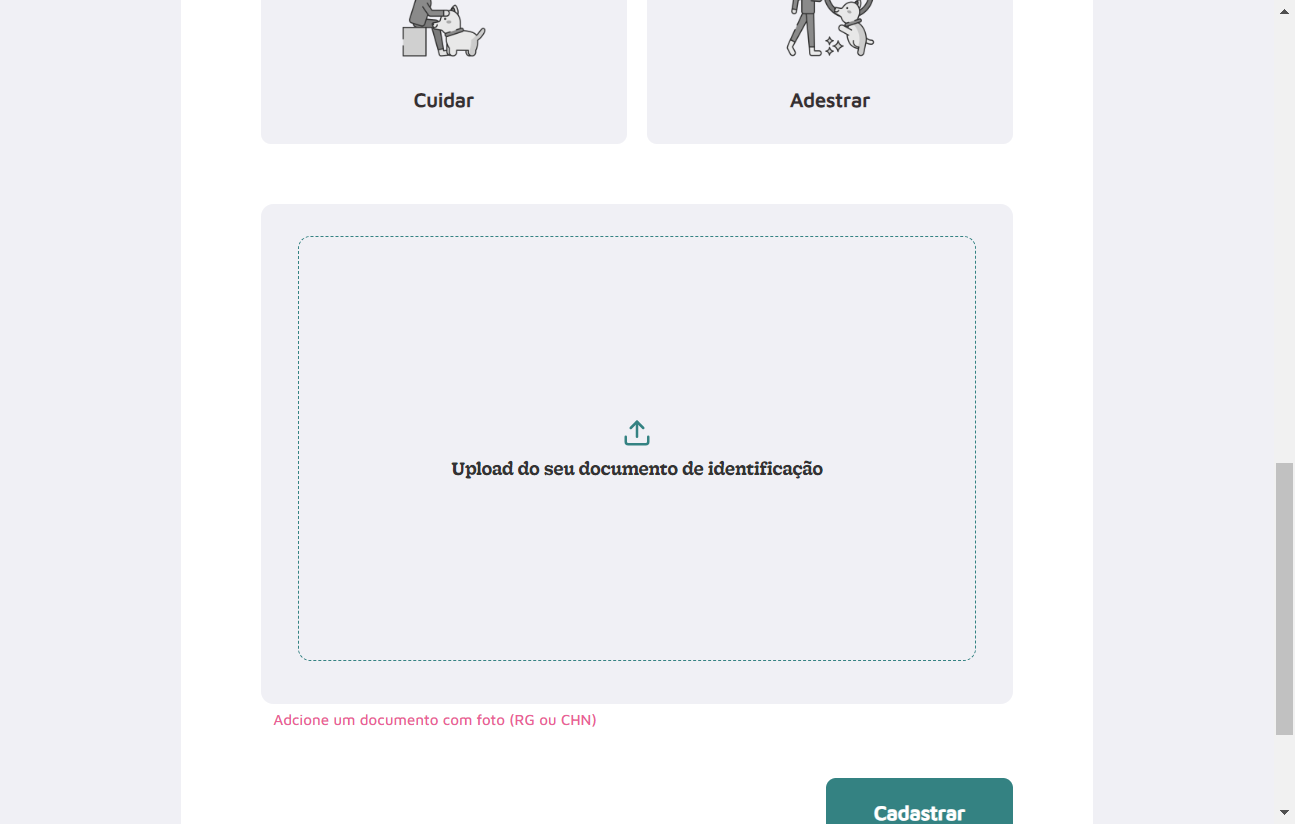 Cuidar
Adestrar
Upload do seu documento de identificação
Adcione um documento com foto (RG ou CHN)
Cadastrar